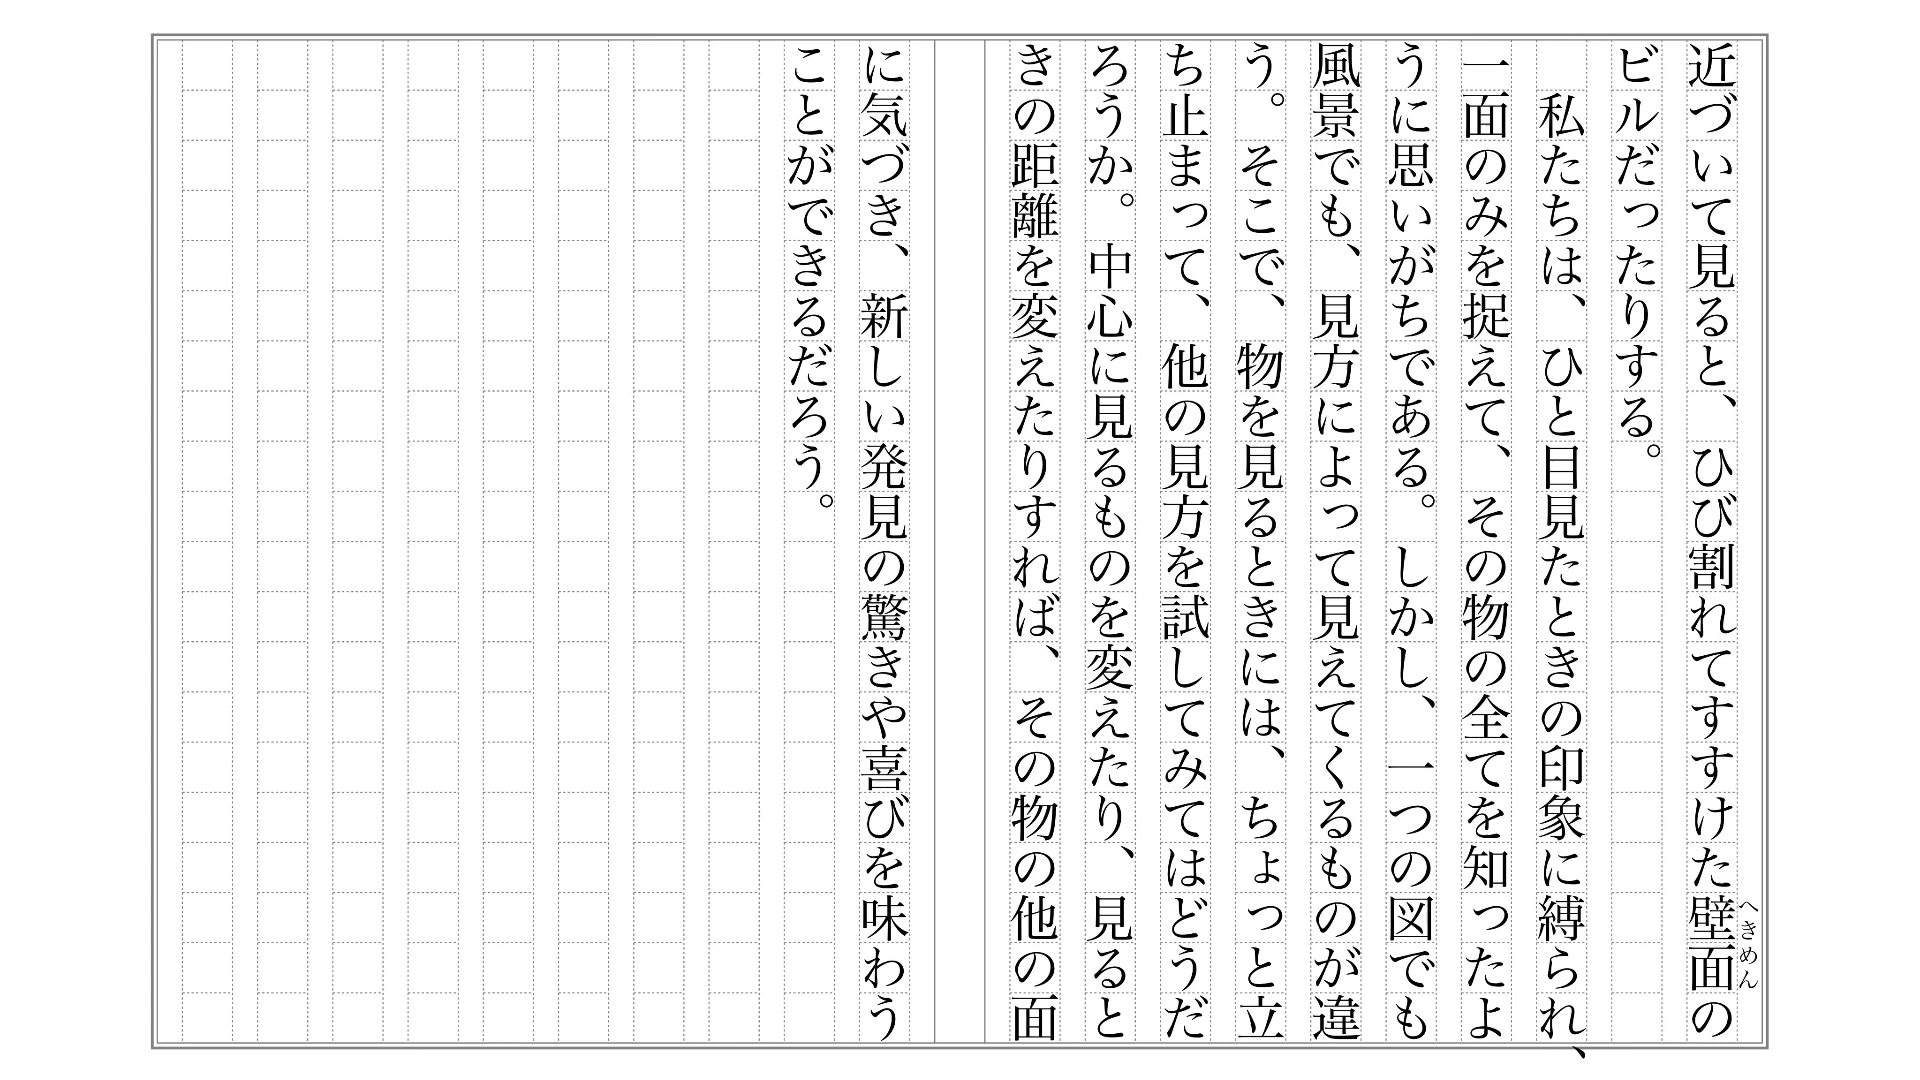 近づいて見ると、ひび割れてすすけた壁面の
へきめん
ビルだったりする。
　私たちは、ひと目見たときの印象に縛られ、
一面のみを捉えて、その物の全てを知ったよ
うに思いがちである。しかし、一つの図でも
風景でも、見方によって見えてくるものが違
う。そこで、物を見るときには、ちょっと立
ち止まって、他の見方を試してみてはどうだ
ろうか。中心に見るものを変えたり、見ると
きの距離を変えたりすれば、その物の他の面
に気づき、新しい発見の驚きや喜びを味わう
ことができるだろう。